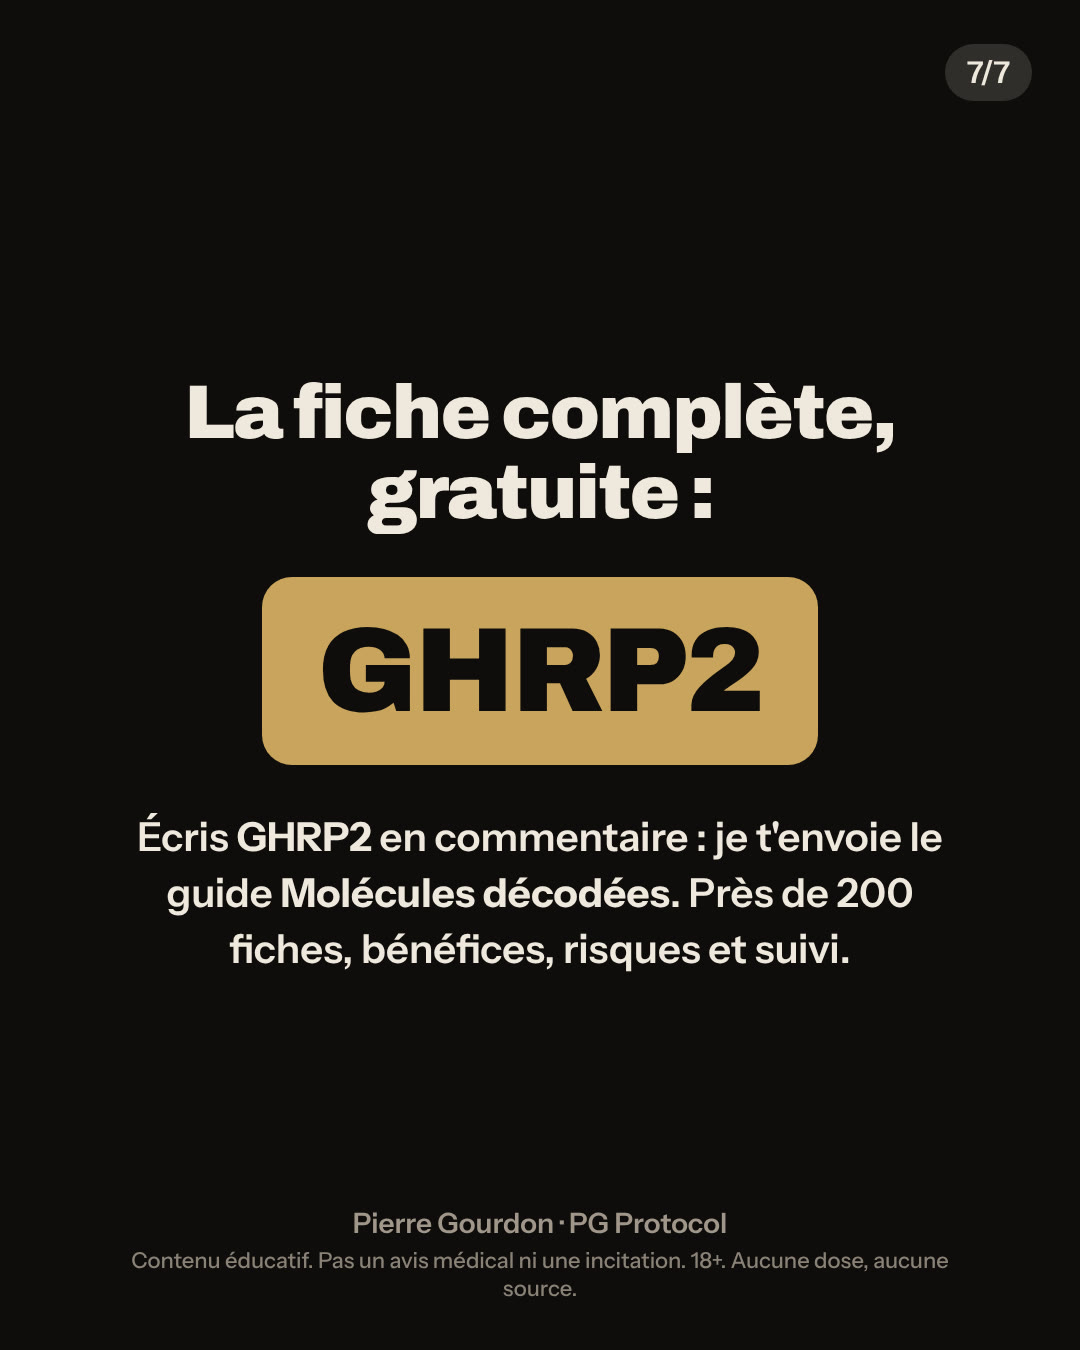 7/7
La fiche complète,
gratuite :
GHRP2
Écris GHRP2 en commentaire : je t'envoie le
guide Molécules décodées. Près de 200
fiches, bénéfices, risques et suivi.
Pierre Gourdon · PG Protocol
Contenu éducatif. Pas un avis médical ni une incitation. 18+. Aucune dose, aucune
source.